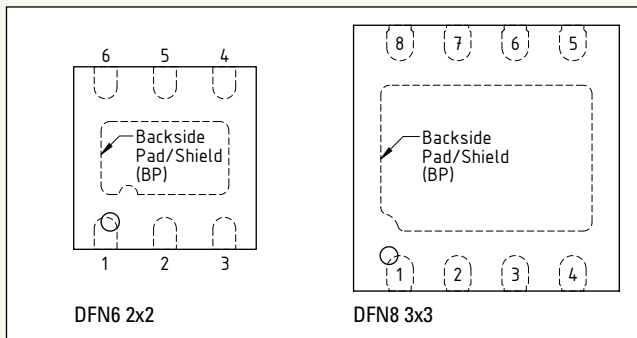 6 5 4
Backside
Pad/Shield
(BP)
1 2 3
DFN6 2x2
8 7 6 5
Backside
Pad/Shield
(BP)
1 2 3 4
DFN8 3x3